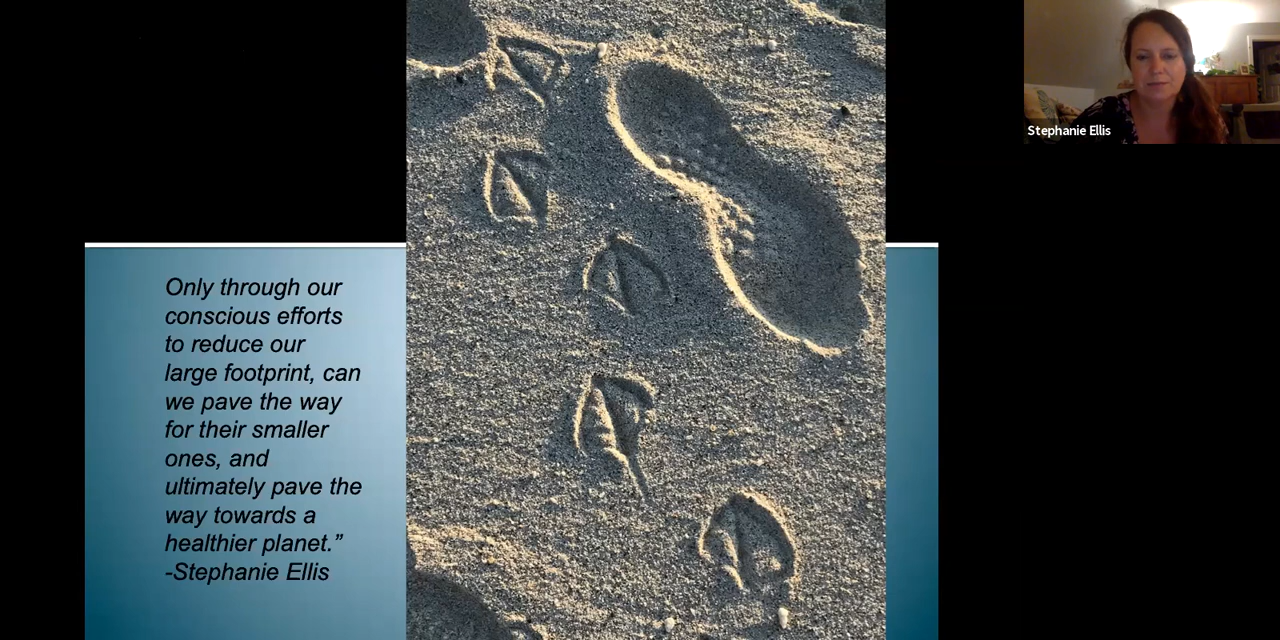 Stephanie Ellis
Only through our
conscious efforts
to reduce our
large footprint, can
we pave the way
for their smaller
ones, and
ultimately pave the
way towards a
healthier planet.”
-Stephanie Ellis